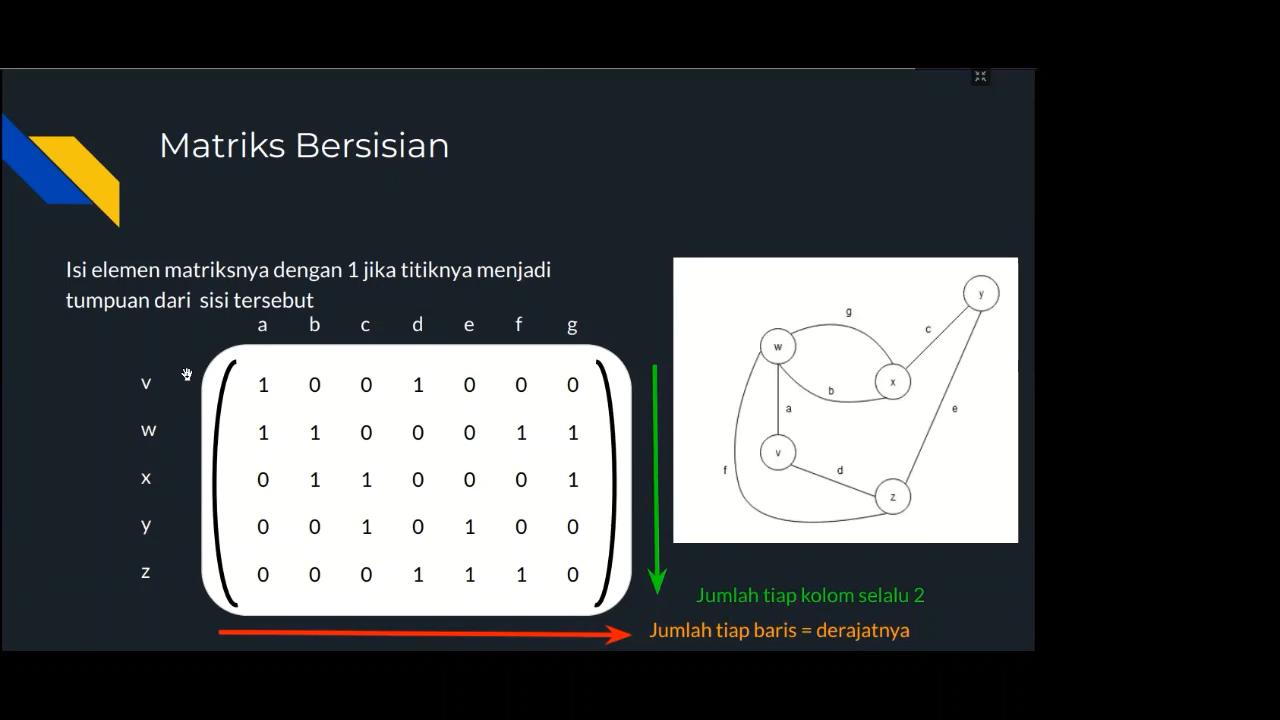 Matriks Bersisian
Isi elemen matriksnya dengan 1 jika titiknya menjadi
tumpuan dari sisi tersebut
a b c d e f g
v 1 0 0 1 0 0 0
w 1 1 0 0 0 1 1
x 0 1 1 0 0 0 1
y 0 0 1 0 1 0 0
z 0 0 0 1 1 1 0
y
g
c
w
x
b
a
e
v
d
f
z
Jumlah tiap kolom selalu 2
Jumlah tiap baris = derajatnya